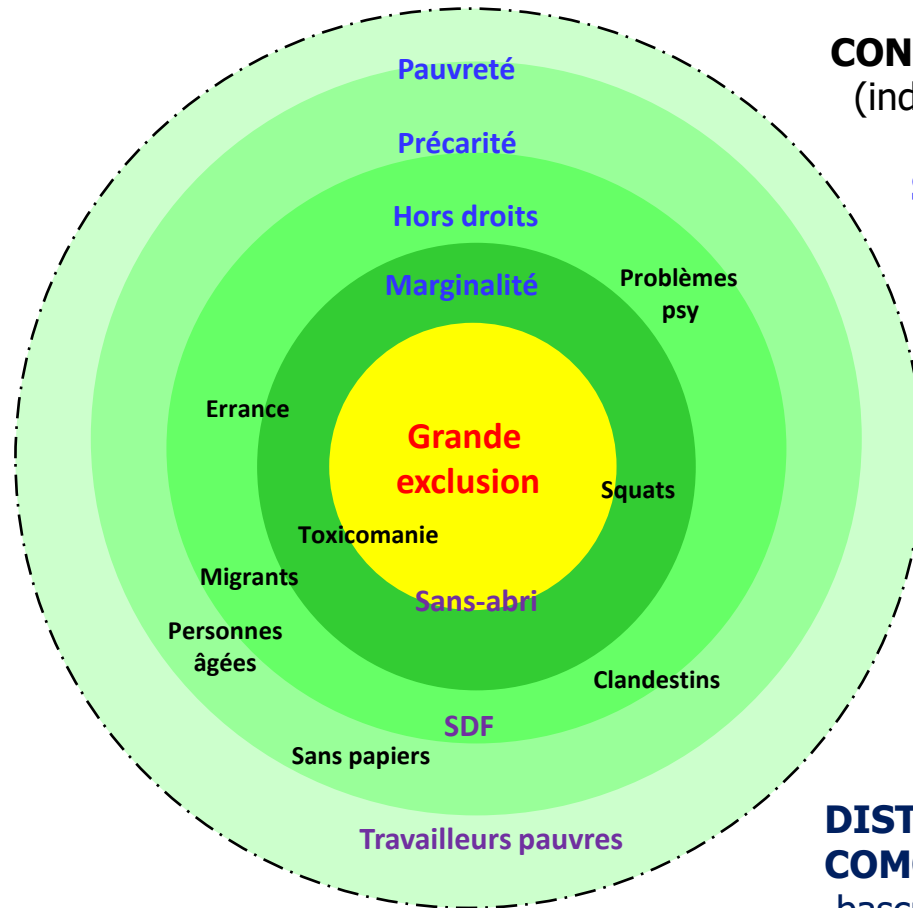 Pauvreté
Précarité
Hors droits
Marginalité
Problèmes
psy
Errance
Grande
exclusion
Squats
Toxicomanie
Migrants
Sans-abri
Personnes
âgées
Clandestins
SDF
Sans papiers
Travailleurs pauvres
CON
(ind
DIST
COM